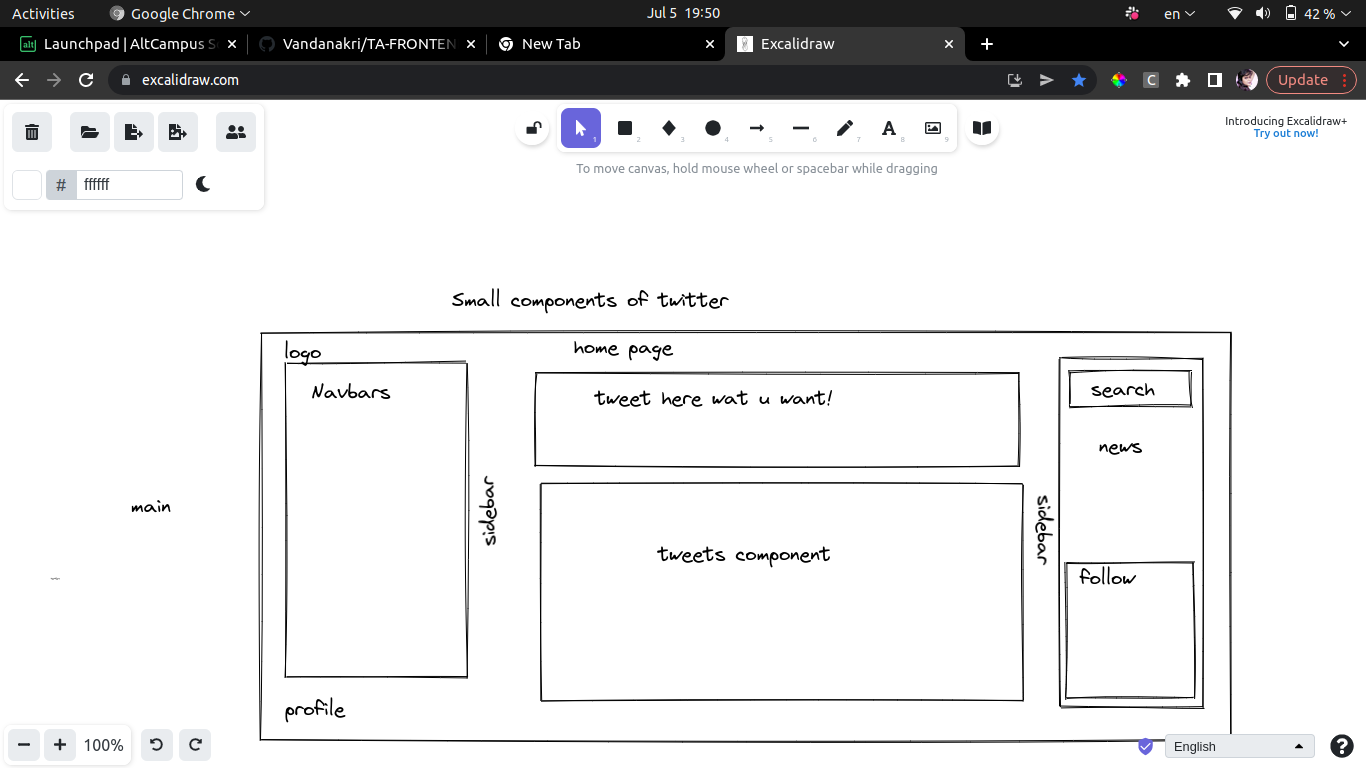 Activities
Google Chrome
Jul 5 19:50
en
42 %
Launchpad | AltCampus S
Vandanakri/TA-FRONTEN
New Tab
Excalidraw
excalidraw.com
C
Update
# ffffff
1
2
3
4
5
6
7
A
8
9
Introducing Excalidraw+
Try out now!
To move canvas, hold mouse wheel or spacebar while dragging
Small components of twitter
logo
home page
Navbars
tweet here wat u want!
search
news
sidebar
sidebar
main
tweets component
follow
profile
100%
English
?